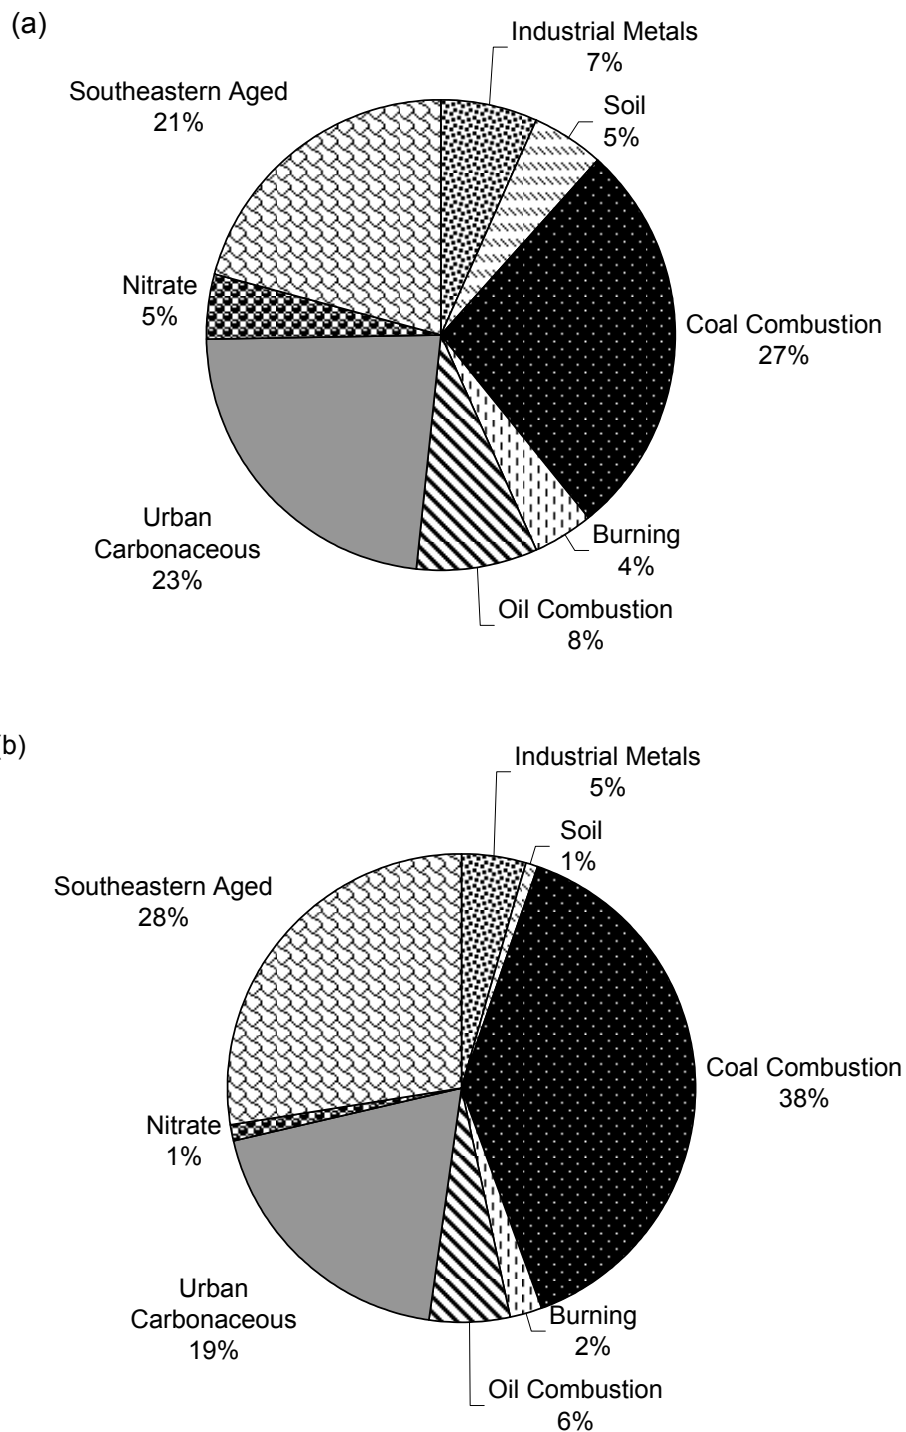 (a)
Industrial Metals
7%
Southeastern Aged
21%
Soil
5%
Nitrate
5%
Coal Combustion
27%
Urban
Carbonaceous
23%
Burning
4%
Oil Combustion
8%
(b)
Industrial Metals
5%
Soil
1%
Southeastern Aged
28%
Coal Combustion
38%
Nitrate
1%
Urban
Carbonaceous
19%
Burning
2%
Oil Combustion
6%